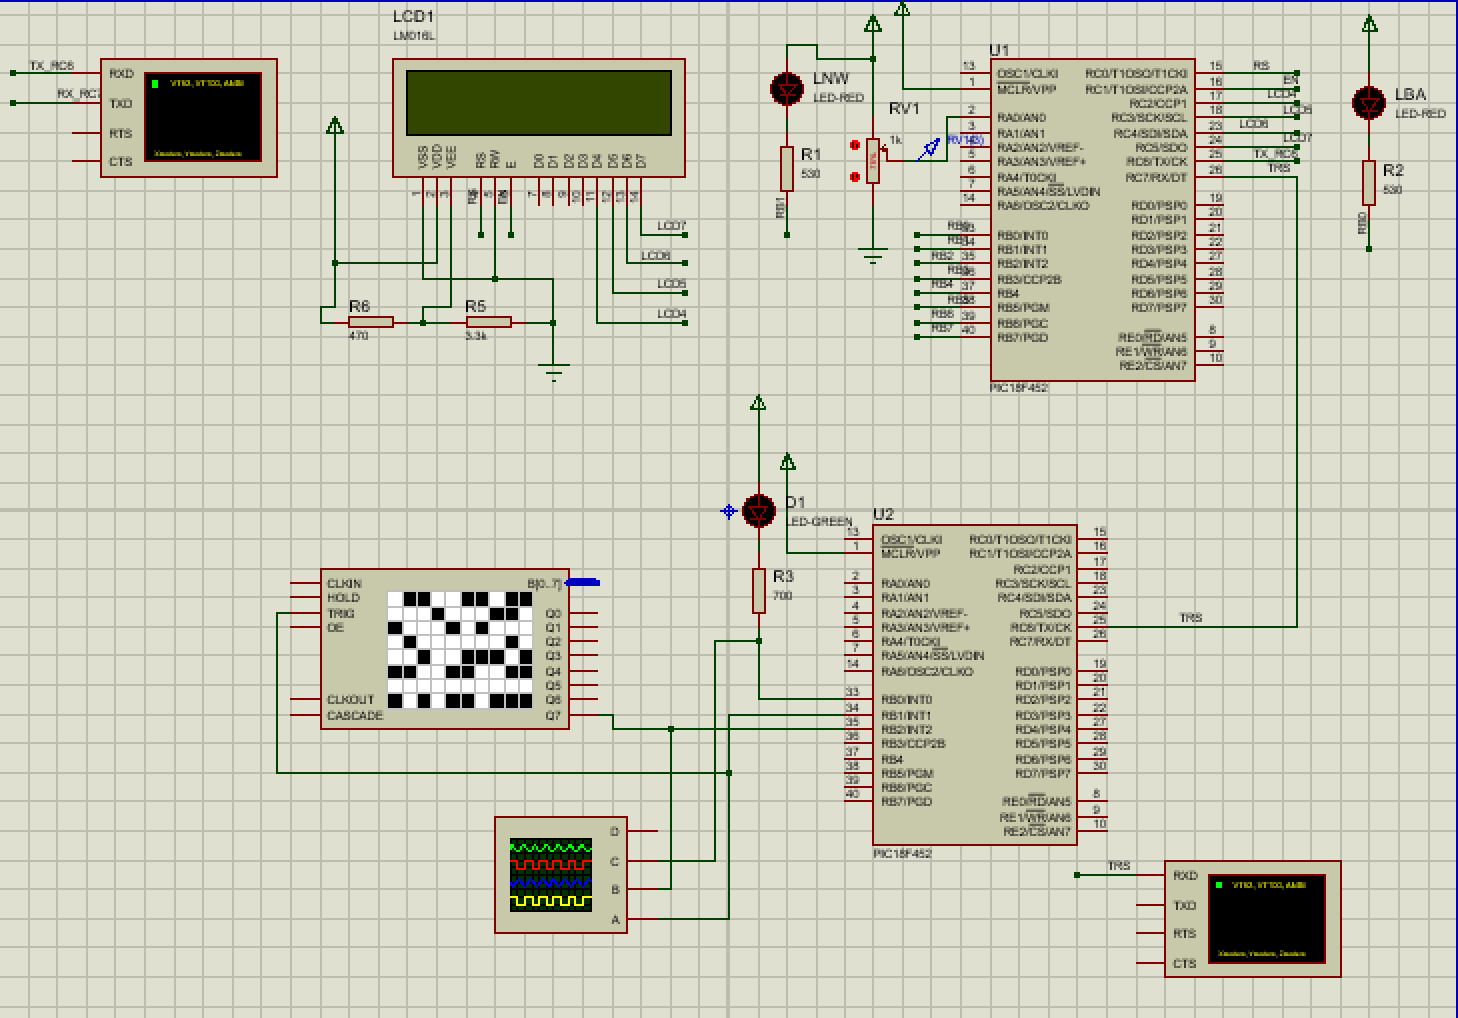 LCD1
LM016L
TX_RC6
RXD
TXD
RTS
CTS
VT52, VT100, ANSI
Xmodem, Ymodem, Zmodem
VSS
VDD
VEE
RS
RW
E
D0
D1
D2
D3
D4
D5
D6
D7
1
2
3
7
8
9
10
11
12
13
14
LCD7
LCD6
LCD5
LCD4
R6
470
R5
3.3k
LNW
LED-RED
R1
530
RB1
RV1
1k
U1
PIC18F452
13 OSC1/CLKI
1 MCLR/VPP
2 RA0/AN0
3 RA1/AN1
RA2/AN2/VREF-
5 RA3/AN3/VREF+
6 RA4/T0CKI
7 RA5/AN4/SS/LVDIN
14 RA6/OSC2/CLKO
RB0/INT0
RB1/INT1
RB2 35 RB2/INT2
RB3/CCP2B
RB4 37 RB4
RB5/PGM
RB6 39 RB6/PGC
RB7 40 RB7/PGD
RC0/T1OSO/T1CKI 15 RS
RC1/T1OSI/CCP2A 16 EN
RC2/CCP1 17 LCD4
RC3/SCK/SCL 18 LCD5
RC4/SDI/SDA 23 LCD6
RC5/SDO 24 LCD7
RC6/TX/CK 25 TX_RC6
RC7/RX/DT 26 TRS
RD0/PSP0 19
RD1/PSP1 20
RD2/PSP2 21
RD3/PSP3 22
RD4/PSP4 27
RD5/PSP5 28
RD6/PSP6 29
RD7/PSP7 30
RE0/RD/AN5 8
RE1/WR/AN6 9
RE2/CS/AN7 10
LBA
LED-RED
R2
530
RB0
D1
LED-GREEN
R3
700
U2
PIC18F452
13 OSC1/CLKI
1 MCLR/VPP
2 RA0/AN0
3 RA1/AN1
4 RA2/AN2/VREF-
5 RA3/AN3/VREF+
6 RA4/T0CKI
7 RA5/AN4/SS/LVDIN
14 RA6/OSC2/CLKO
33 RB0/INT0
34 RB1/INT1
35 RB2/INT2
36 RB3/CCP2B
37 RB4
38 RB5/PGM
39 RB6/PGC
40 RB7/PGD
RC0/T1OSO/T1CKI 15
RC1/T1OSI/CCP2A 16
RC2/CCP1 17
RC3/SCK/SCL 18
RC4/SDI/SDA 23
RC5/SDO 24
RC6/TX/CK 25 TRS
RC7/RX/DT 26
RD0/PSP0 19
RD1/PSP1 20
RD2/PSP2 21
RD3/PSP3 22
RD4/PSP4 27
RD5/PSP5 28
RD6/PSP6 29
RD7/PSP7 30
RE0/RD/AN5 8
RE1/WR/AN6 9
RE2/CS/AN7 10
CLKIN
HOLD
TRIG
OE
CLKOUT
CASCADE
B[0..7]
Q0
Q1
Q2
Q3
Q4
Q5
Q6
Q7
D
C
B
A
TRS
RXD
TXD
RTS
CTS
VT52, VT100, ANSI
Xmodem, Ymodem, Zmodem